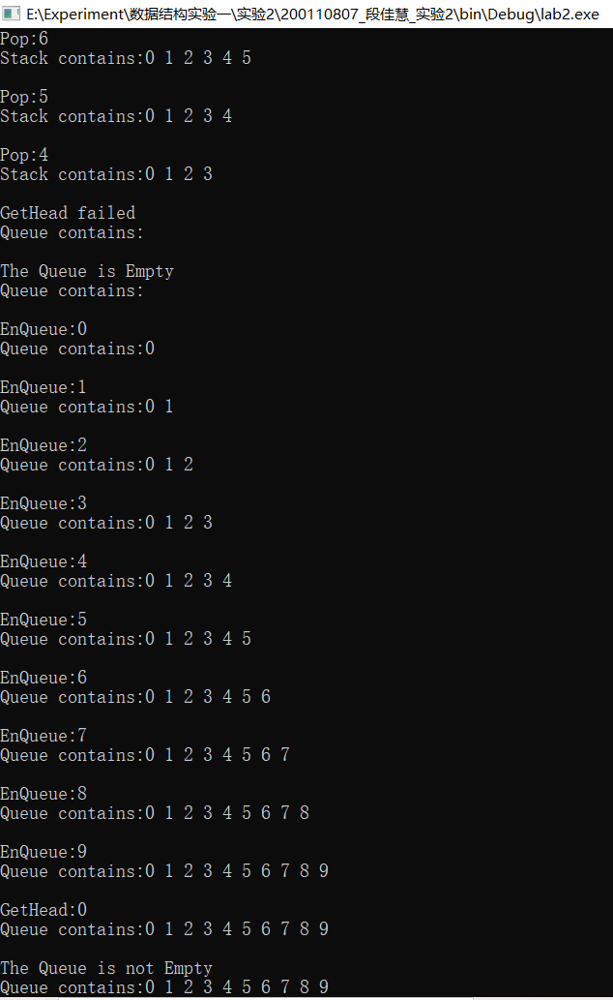 E:\Experiment\数据结构实验一\实验2\200110807_段佳慧_实验2\bin\Debug\lab2.exe
Pop:6
Stack contains:0 1 2 3 4 5
Pop:5
Stack contains:0 1 2 3 4
Pop:4
Stack contains:0 1 2 3
GetHead failed
Queue contains:
The Queue is Empty
Queue contains:
EnQueue:0
Queue contains:0
EnQueue:1
Queue contains:0 1
EnQueue:2
Queue contains:0 1 2
EnQueue:3
Queue contains:0 1 2 3
EnQueue:4
Queue contains:0 1 2 3 4
EnQueue:5
Queue contains:0 1 2 3 4 5
EnQueue:6
Queue contains:0 1 2 3 4 5 6
EnQueue:7
Queue contains:0 1 2 3 4 5 6 7
EnQueue:8
Queue contains:0 1 2 3 4 5 6 7 8
EnQueue:9
Queue contains:0 1 2 3 4 5 6 7 8 9
GetHead:0
Queue contains:0 1 2 3 4 5 6 7 8 9
The Queue is not Empty
Queue contains:0 1 2 3 4 5 6 7 8 9